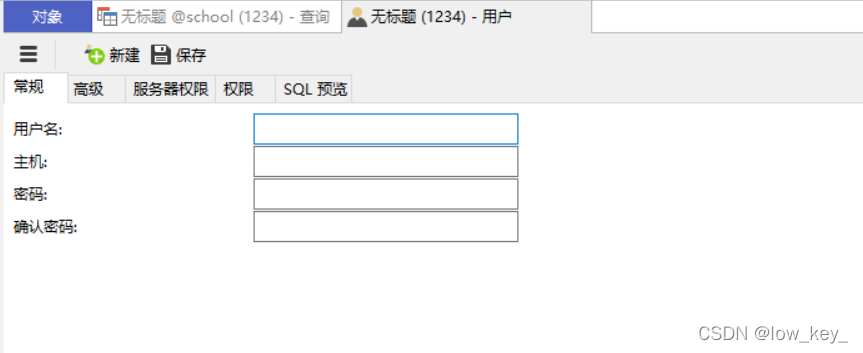 对象 无标题 @school (1234) - 查询 无标题 (1234) - 用户
新建 保存
常规 高级 服务器权限 权限 SQL 预览
用户名:
主机:
密码:
确认密码:
CSDN @low_key_